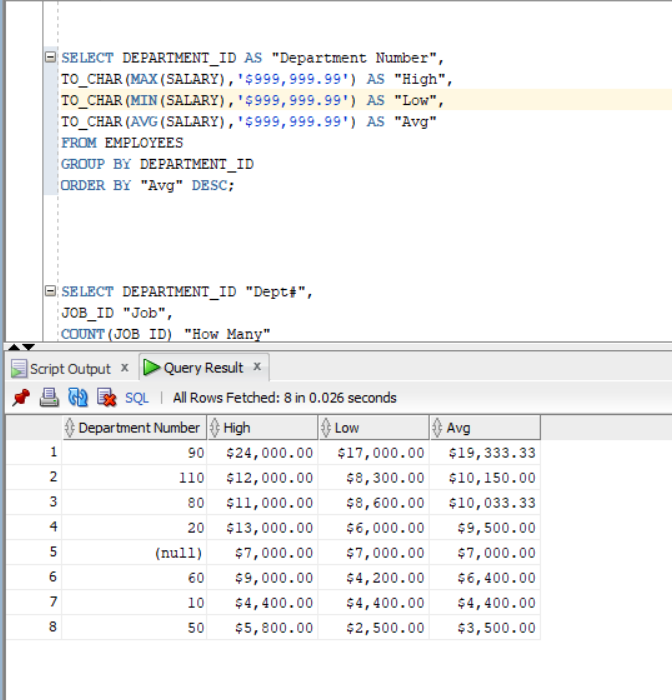 SELECT DEPARTMENT_ID AS "Department Number",
TO_CHAR(MAX(SALARY),'$999,999.99') AS "High",
TO_CHAR(MIN(SALARY),'$999,999.99') AS "Low",
TO_CHAR(AVG(SALARY),'$999,999.99') AS "Avg"
FROM EMPLOYEES
GROUP BY DEPARTMENT_ID
ORDER BY "Avg" DESC;
SELECT DEPARTMENT_ID "Dept#",
JOB_ID "Job",
COUNT(JOB_ID) "How Many"
Script Output x Query Result x
SQL | All Rows Fetched: 8 in 0.026 seconds
Department Number High Low Avg
1 90 $24,000.00 $17,000.00 $19,333.33
2 110 $12,000.00 $8,300.00 $10,150.00
3 80 $11,000.00 $8,600.00 $10,033.33
4 20 $13,000.00 $6,000.00 $9,500.00
5 (null) $7,000.00 $7,000.00 $7,000.00
6 60 $9,000.00 $4,200.00 $6,400.00
7 10 $4,400.00 $4,400.00 $4,400.00
8 50 $5,800.00 $2,500.00 $3,500.00